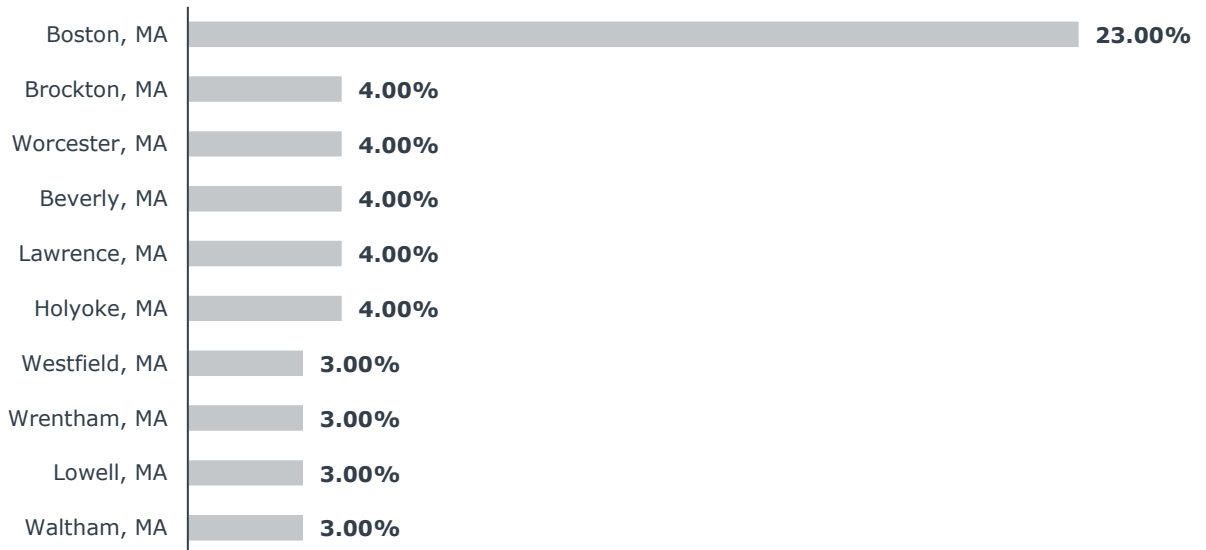 Boston, MA 23.00%
Brockton, MA 4.00%
Worcester, MA 4.00%
Beverly, MA 4.00%
Lawrence, MA 4.00%
Holyoke, MA 4.00%
Westfield, MA 3.00%
Wrentham, MA 3.00%
Lowell, MA 3.00%
Waltham, MA 3.00%